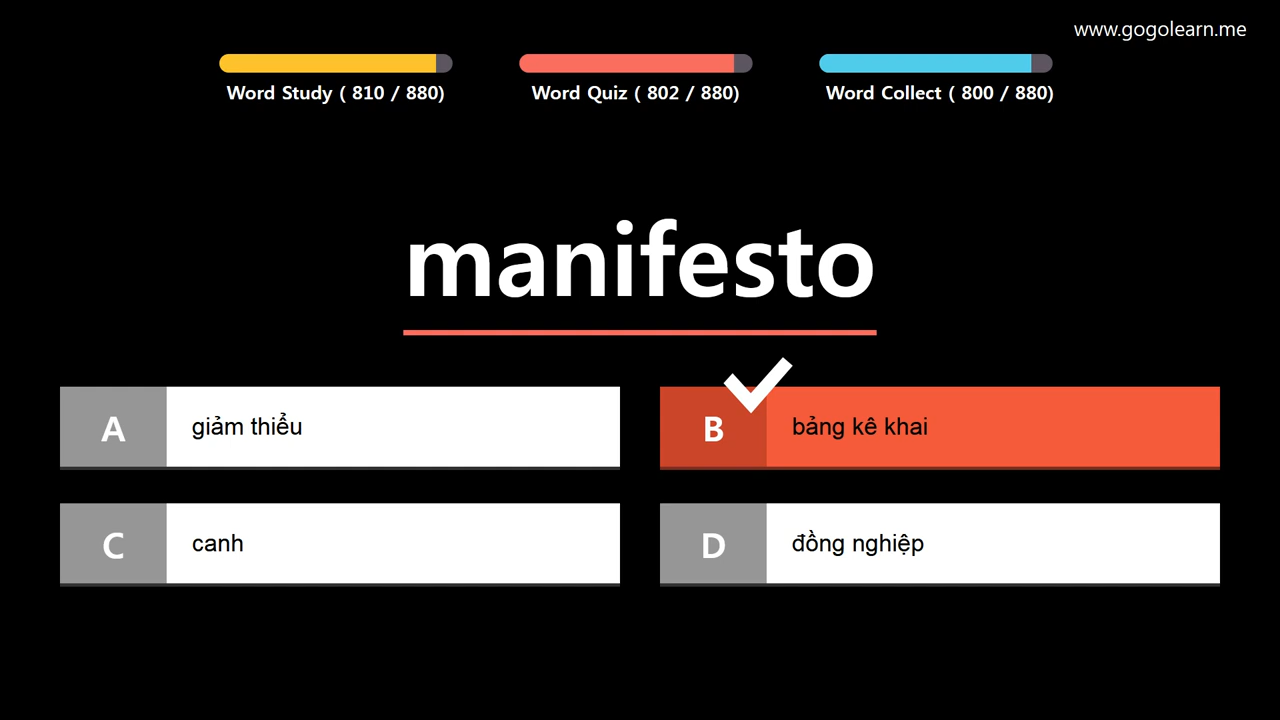 www.gogolearn.me
Word Study ( 810 / 880)
Word Quiz ( 802 / 880)
Word Collect ( 800 / 880)
manifesto
A giảm thiểu
B bảng kê khai
C canh
D đồng nghiệp